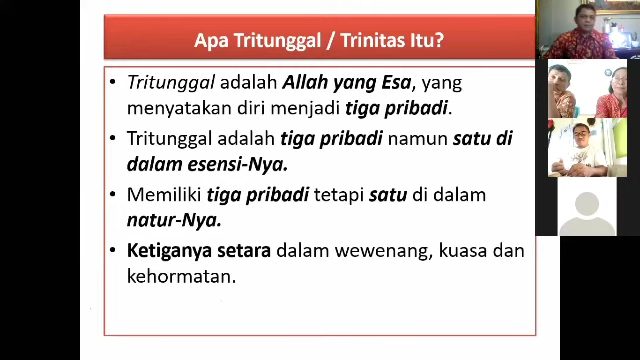 Apa Tritunggal / Trinitas Itu?
• Tritunggal adalah Allah yang Esa, yang
menyatakan diri menjadi tiga pribadi.
• Tritunggal adalah tiga pribadi namun satu di
dalam esensi-Nya.
• Memiliki tiga pribadi tetapi satu di dalam
natur-Nya.
• Ketiganya setara dalam wewenang, kuasa dan
kehormatan.